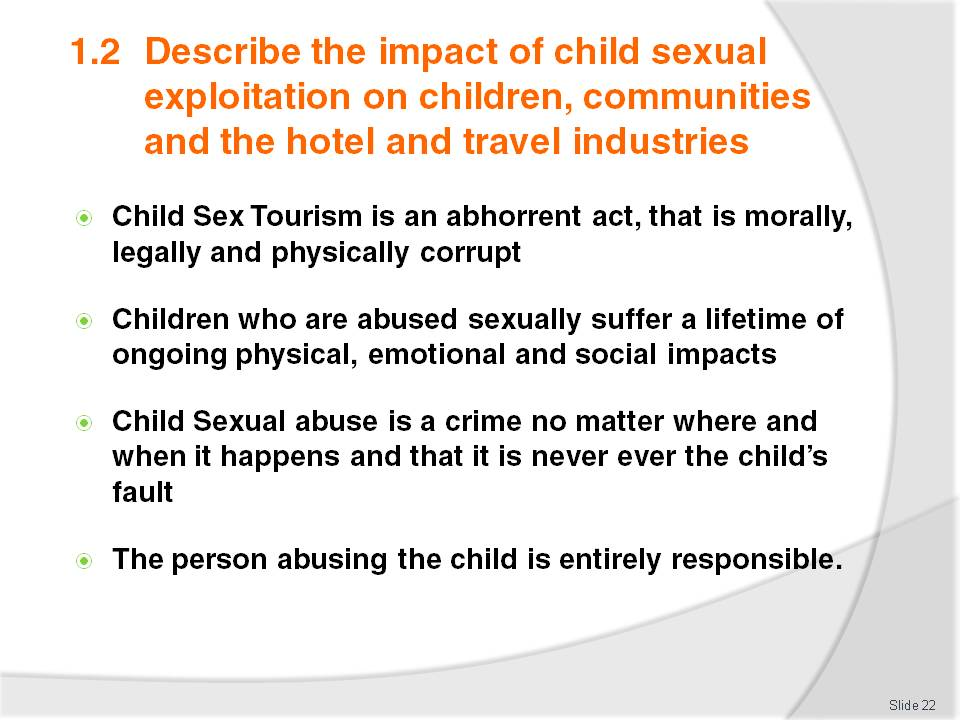 1.2 Describe the impact of child sexual
exploitation on children, communities
and the hotel and travel industries
Child Sex Tourism is an abhorrent act, that is morally,
legally and physically corrupt
Children who are abused sexually suffer a lifetime of
ongoing physical, emotional and social impacts
Child Sexual abuse is a crime no matter where and
when it happens and that it is never ever the child's
fault
The person abusing the child is entirely responsible.
Slide 22